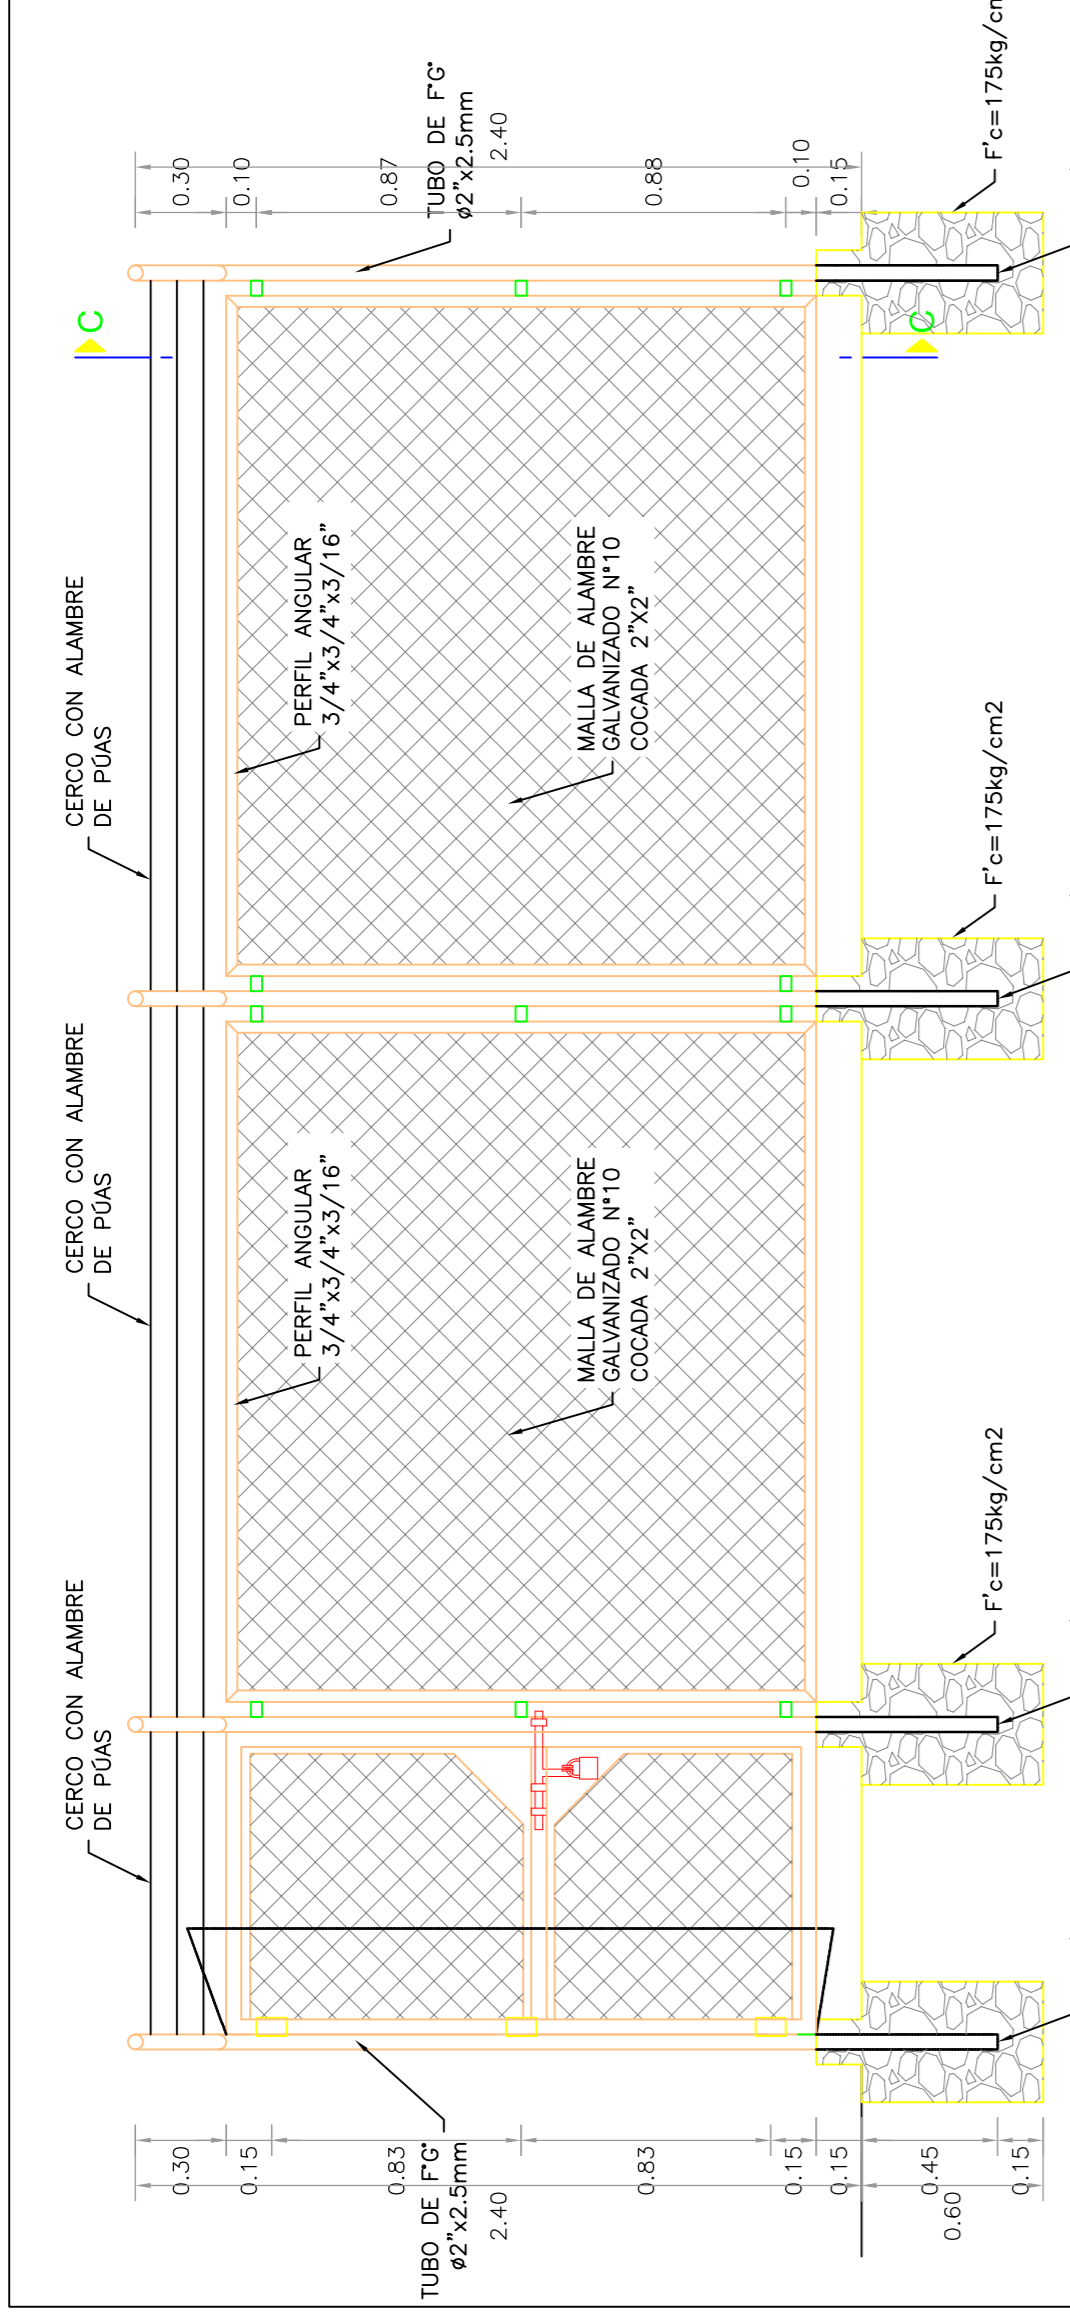 CERCO CON ALAMBRE
DE PÚAS
CERCO CON ALAMBRE
DE PÚAS
CERCO CON ALAMBRE
DE PÚAS
C
0.30
0.15
0.83
0.83
0.15
0.15
2.40
0.45
0.15
0.60
TUBO DE F°G°
ø2"x2.5mm
PERFIL ANGULAR
3/4"x3/4"x3/16"
MALLA DE ALAMBRE
GALVANIZADO N°10
COCADA 2"X2"
PERFIL ANGULAR
3/4"x3/4"x3/16"
MALLA DE ALAMBRE
GALVANIZADO N°10
COCADA 2"X2"
TUBO DE F°G°
ø2"x2.5mm
0.30
0.10
0.87
0.88
0.10
0.15
2.40
C
F'c=175kg/cm2
F'c=175kg/cm2
F'c=175kg/cm